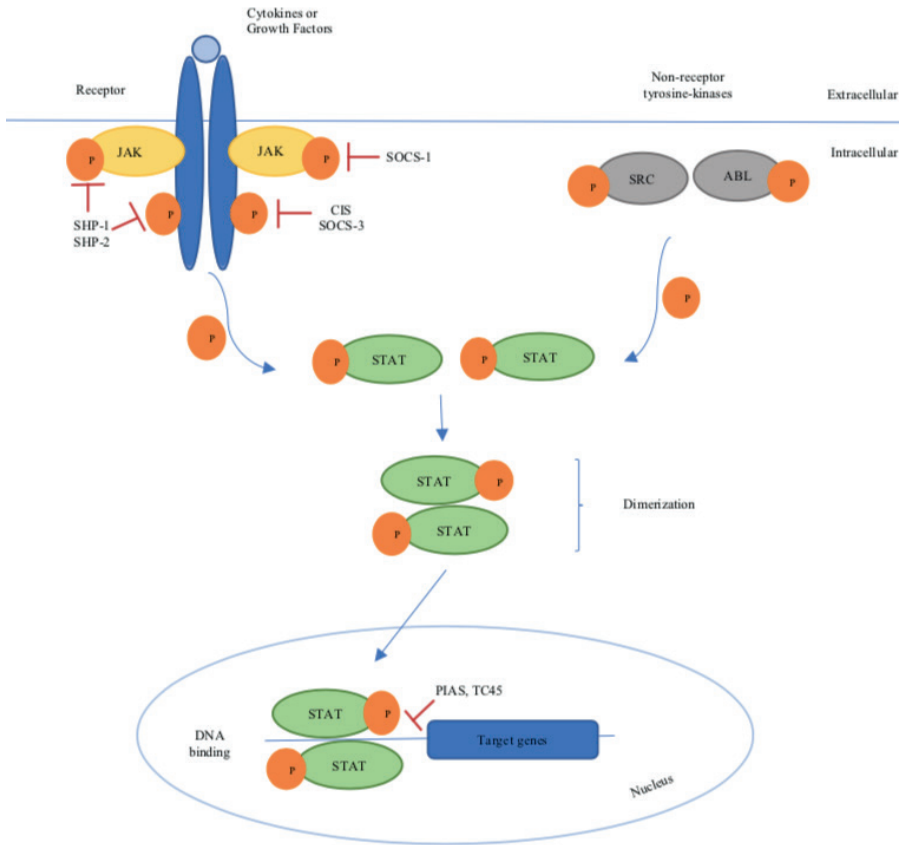 Cytokines or
Growth Factors
Receptor
Non-receptor
tyrosine-kinases
Extracellular
Intracellular
P
JAK
JAK
P
SOCS-1
P
SRC
ABL
P
SHP-1
SHP-2
P
P
CIS
SOCS-3
P
P
P
STAT
P
STAT
STAT
P
P
STAT
Dimerization
PIAS, TC45
STAT
P
DNA
binding
P
STAT
Target genes
Nucleus